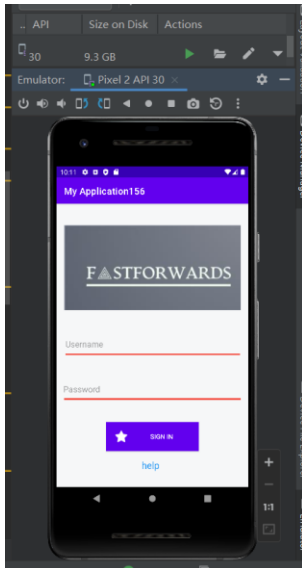 .. API Size on Disk Actions
30 9.3 GB
Emulator: Pixel 2 API 30
10:11
My Application156
FASTFORWARDS
Username
Password
SIGN IN
help
1:1